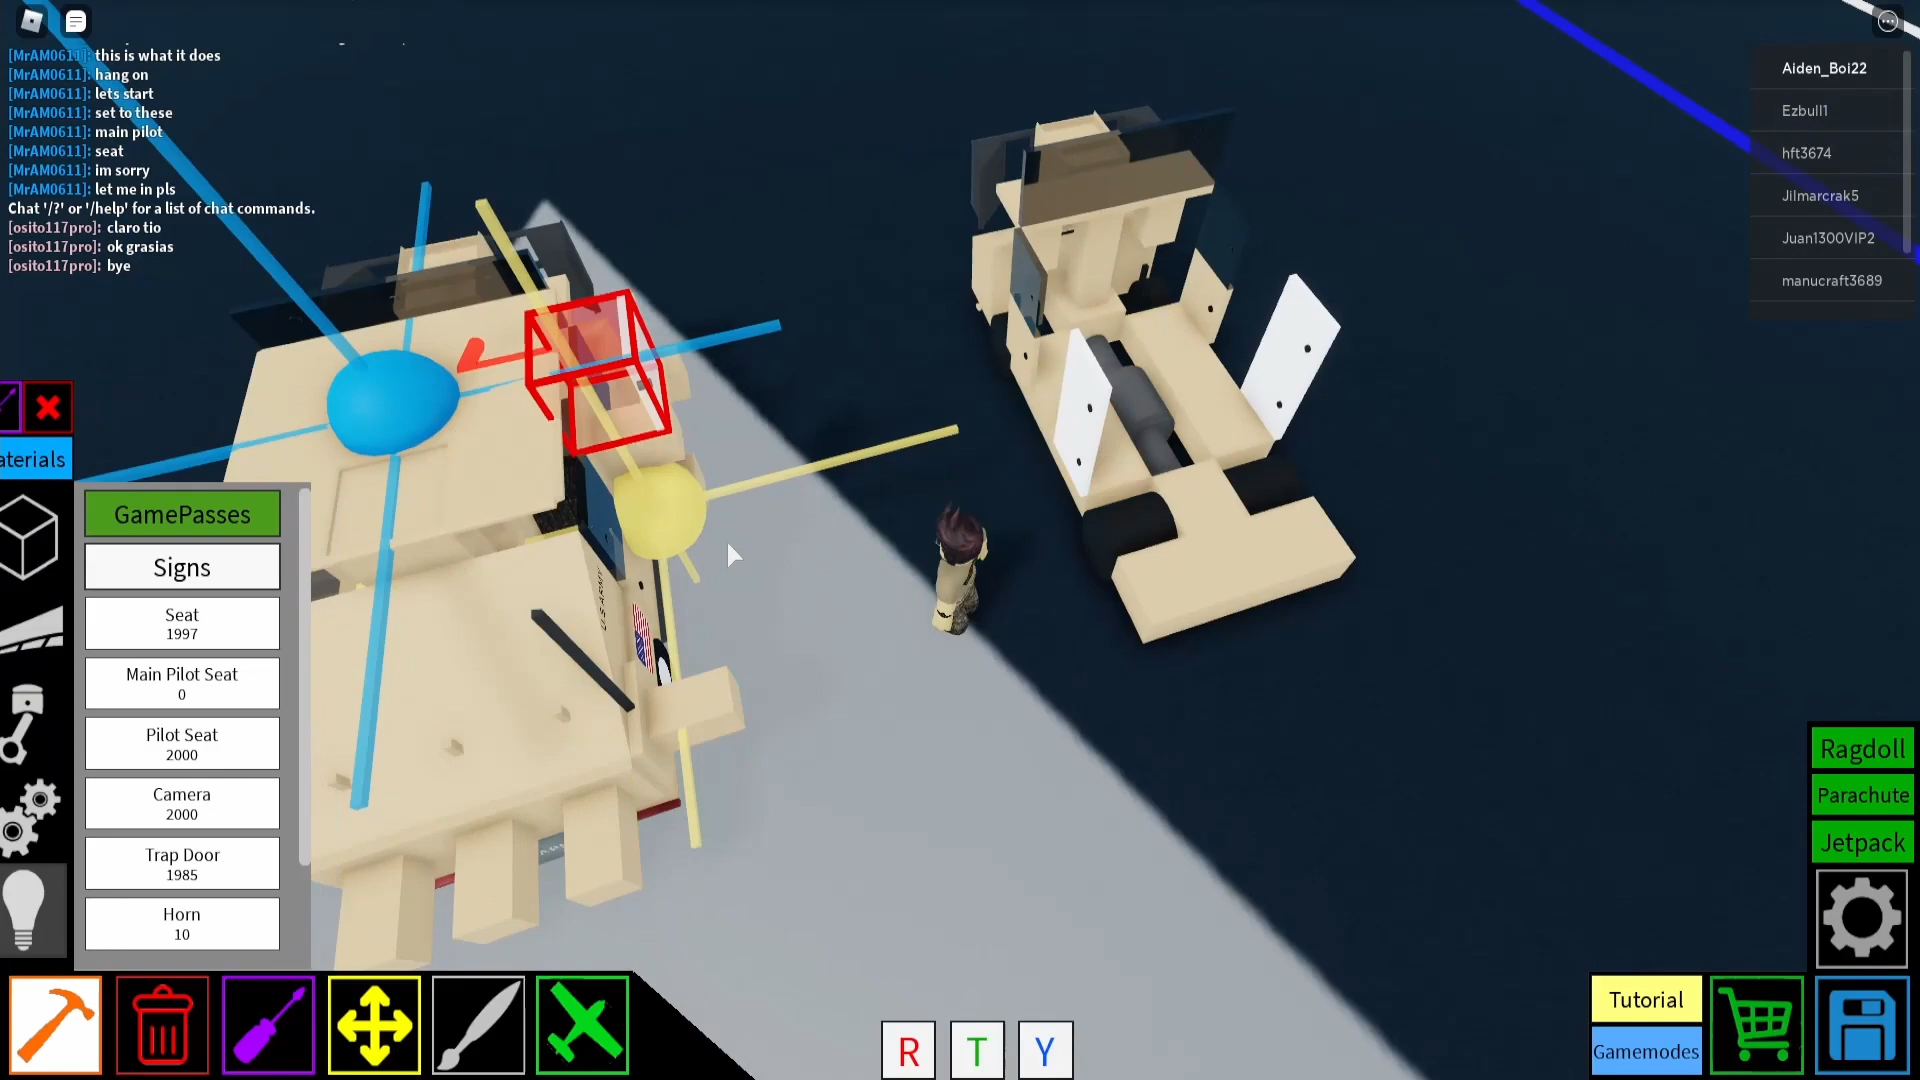 [MrAM0611]: this is what it does
[MrAM0611]: hang on
[MrAM0611]: lets start
[MrAM0611]: set to these
[MrAM0611]: main pilot
[MrAM0611]: seat
[MrAM0611]: im sorry
[MrAM0611]: let me in pls
Chat '/?' or '/help' for a list of chat commands.
[osito117pro]: claro tio
[osito117pro]: ok grasias
[osito117pro]: bye
Aiden_Boi22
Ezbull1
hft3674
Jilmarcrak5
Juan1300VIP2
manucraft3689
aterials
GamePasses
Signs
Seat
1997
Main Pilot Seat
0
Pilot Seat
2000
Camera
2000
Trap Door
1985
Horn
10
U.S ARMY
Ragdoll
Parachute
Jetpack
R
T
Y
Tutorial
Gamemodes